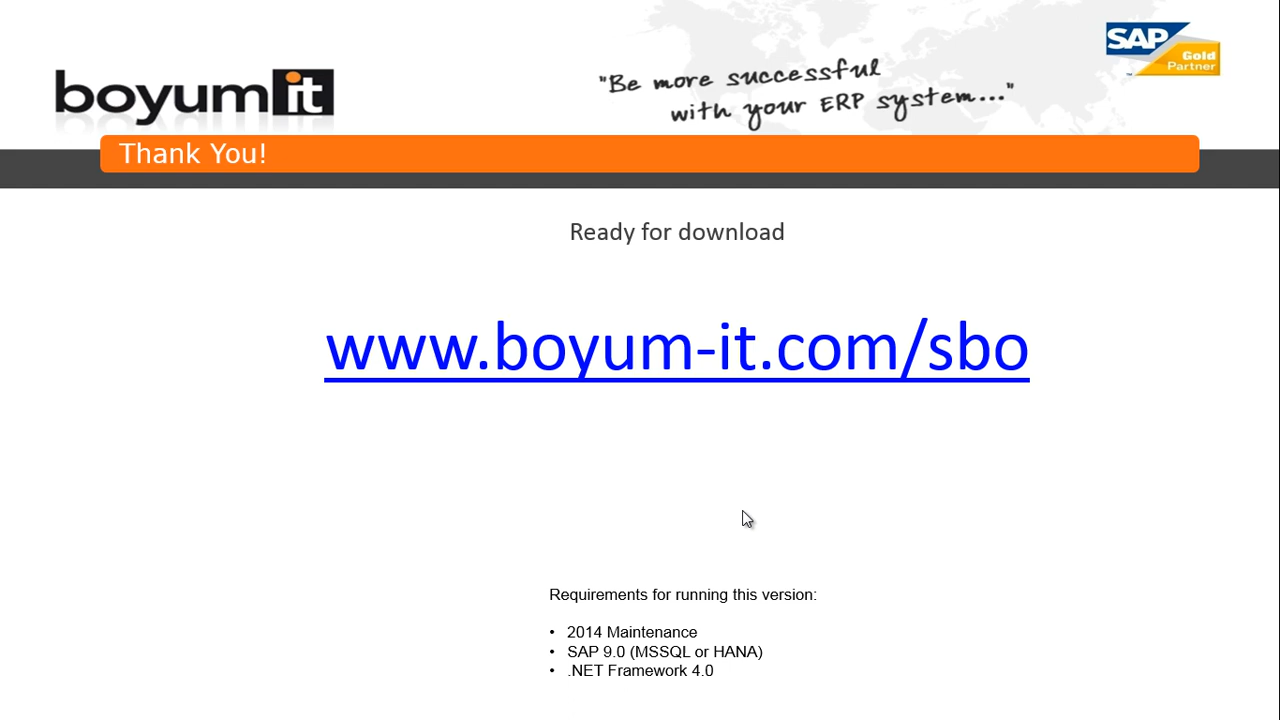 SAP
Gold
Partner
boyum it
"Be more successful
with your ERP system..."
Thank You!
Ready for download
www.boyum-it.com/sbo
Requirements for running this version:
• 2014 Maintenance
• SAP 9.0 (MSSQL or HANA)
• .NET Framework 4.0